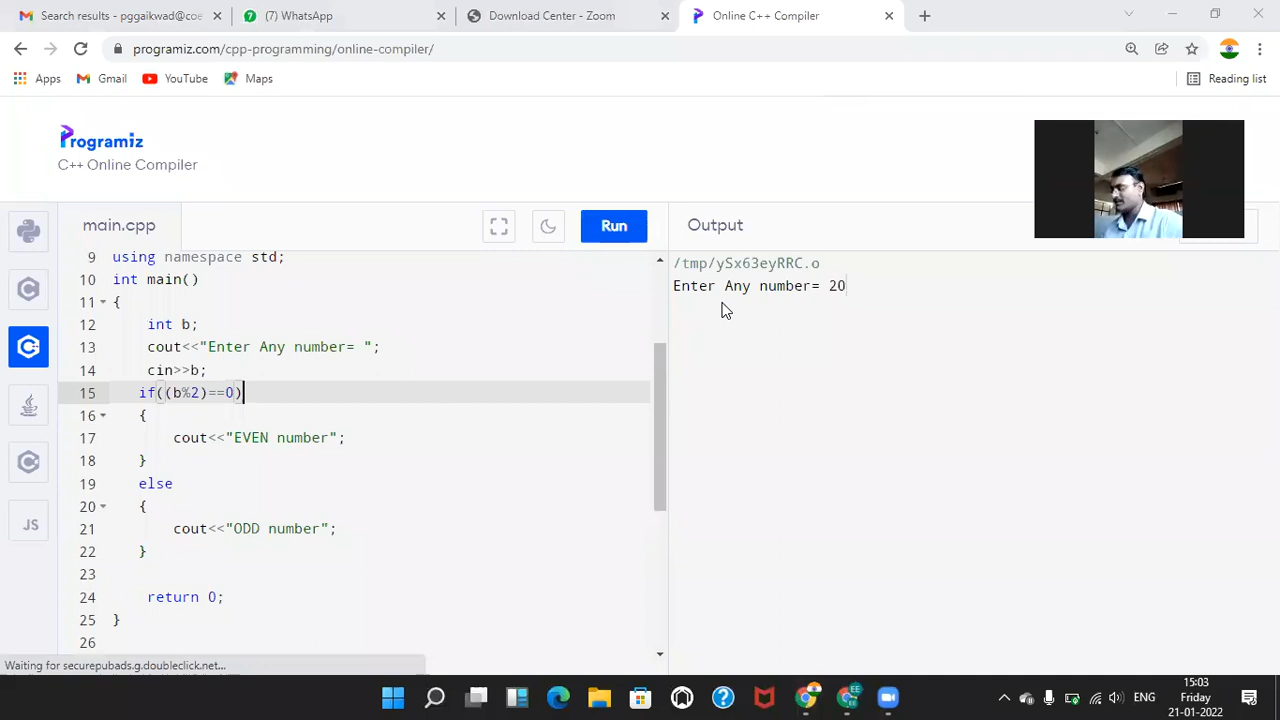 Search results - pggaikwad@coe
(7) WhatsApp
Download Center - Zoom
Online C++ Compiler
programiz.com/cpp-programming/online-compiler/
Apps
Gmail
YouTube
Maps
Reading list
Programiz
C++ Online Compiler
main.cpp
Run
Output
9 using namespace std;
10 int main()
11 {
12 int b;
13 cout<<"Enter Any number= ";
14 cin>>b;
15 if((b%2)==0)
16 {
17 cout<<"EVEN number";
18 }
19 else
20 {
21 cout<<"ODD number";
22 }
23
24 return 0;
25 }
26
/tmp/ySx63eyRRC.o
Enter Any number= 20
JS
Waiting for securepubads.g.doubleclick.net...
ENG
15:03
Friday
21-01-2022